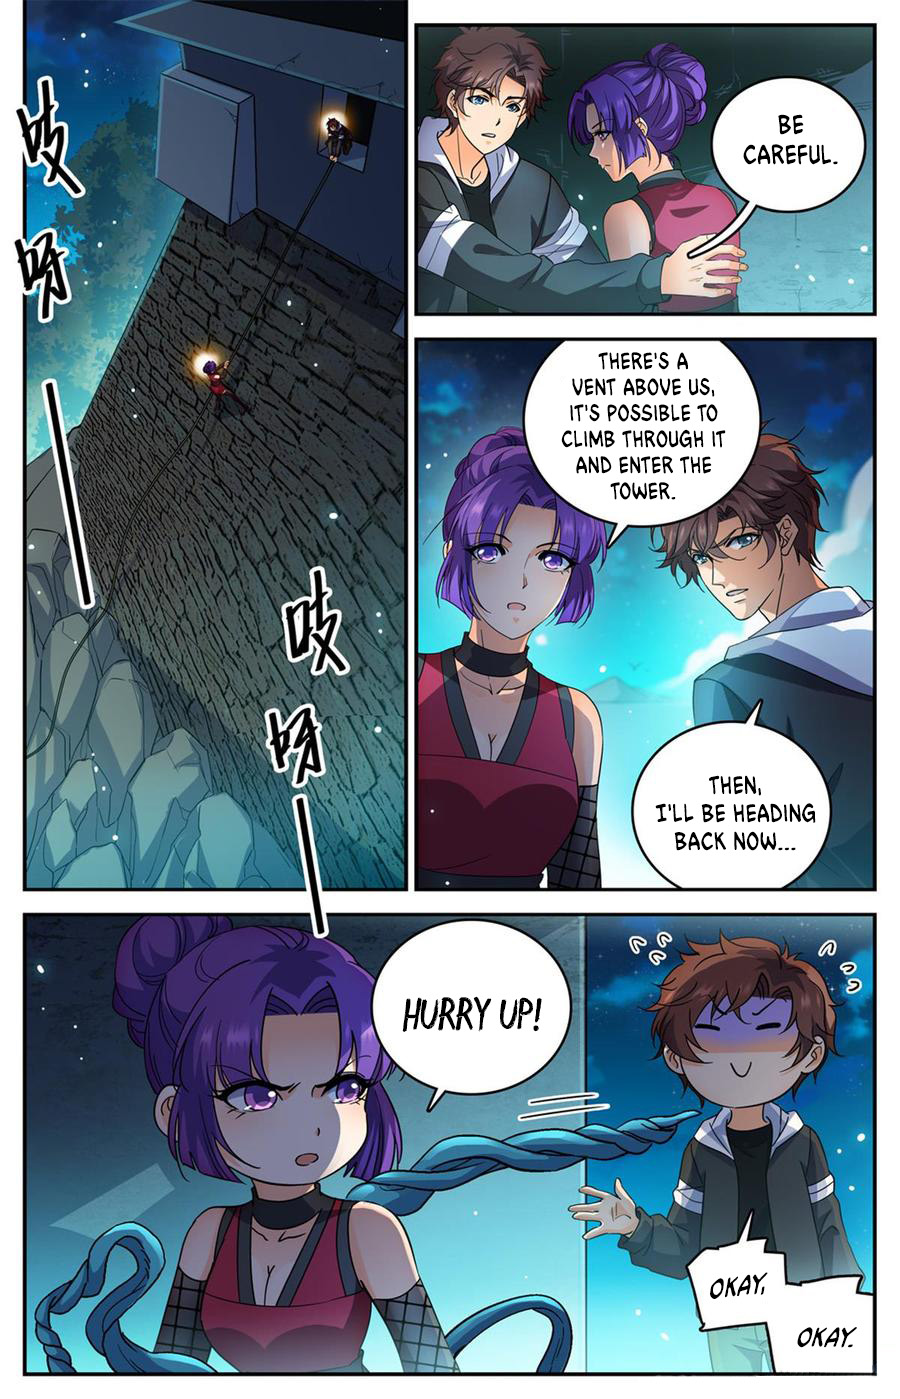 吱
呀
吱
呀
BE
CAREFUL.
THERE'S A
VENT ABOVE US,
IT'S POSSIBLE TO
CLIMB THROUGH IT
AND ENTER THE
TOWER.
THEN,
I'LL BE HEADING
BACK NOW...
HURRY UP!
OKAY,
OKAY.